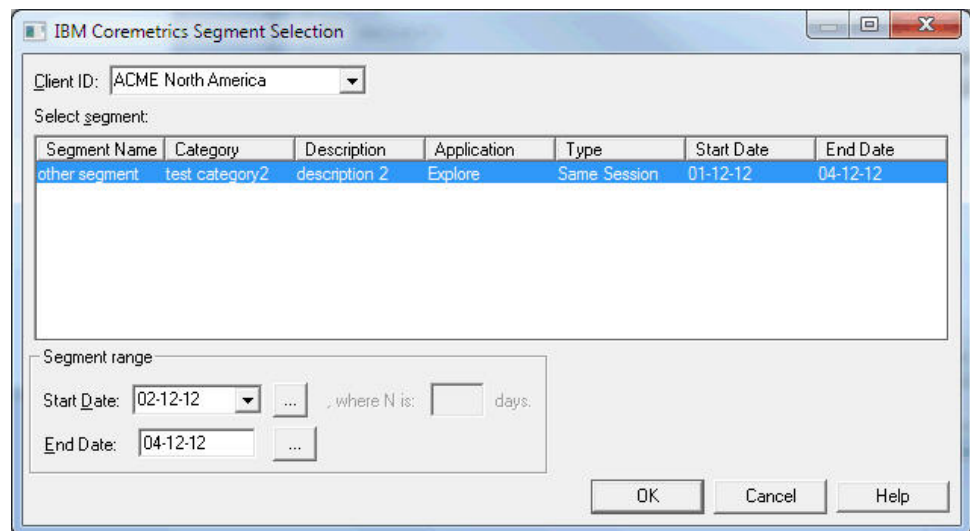 IBM Coremetrics Segment Selection
Client ID: ACME North America
Select segment:
Segment Name Category Description Application Type Start Date End Date
other segment test category2 description 2 Explore Same Session 01-12-12 04-12-12
Segment range
Start Date: 02-12-12 ... , where N is: days.
End Date: 04-12-12 ...
OK Cancel Help